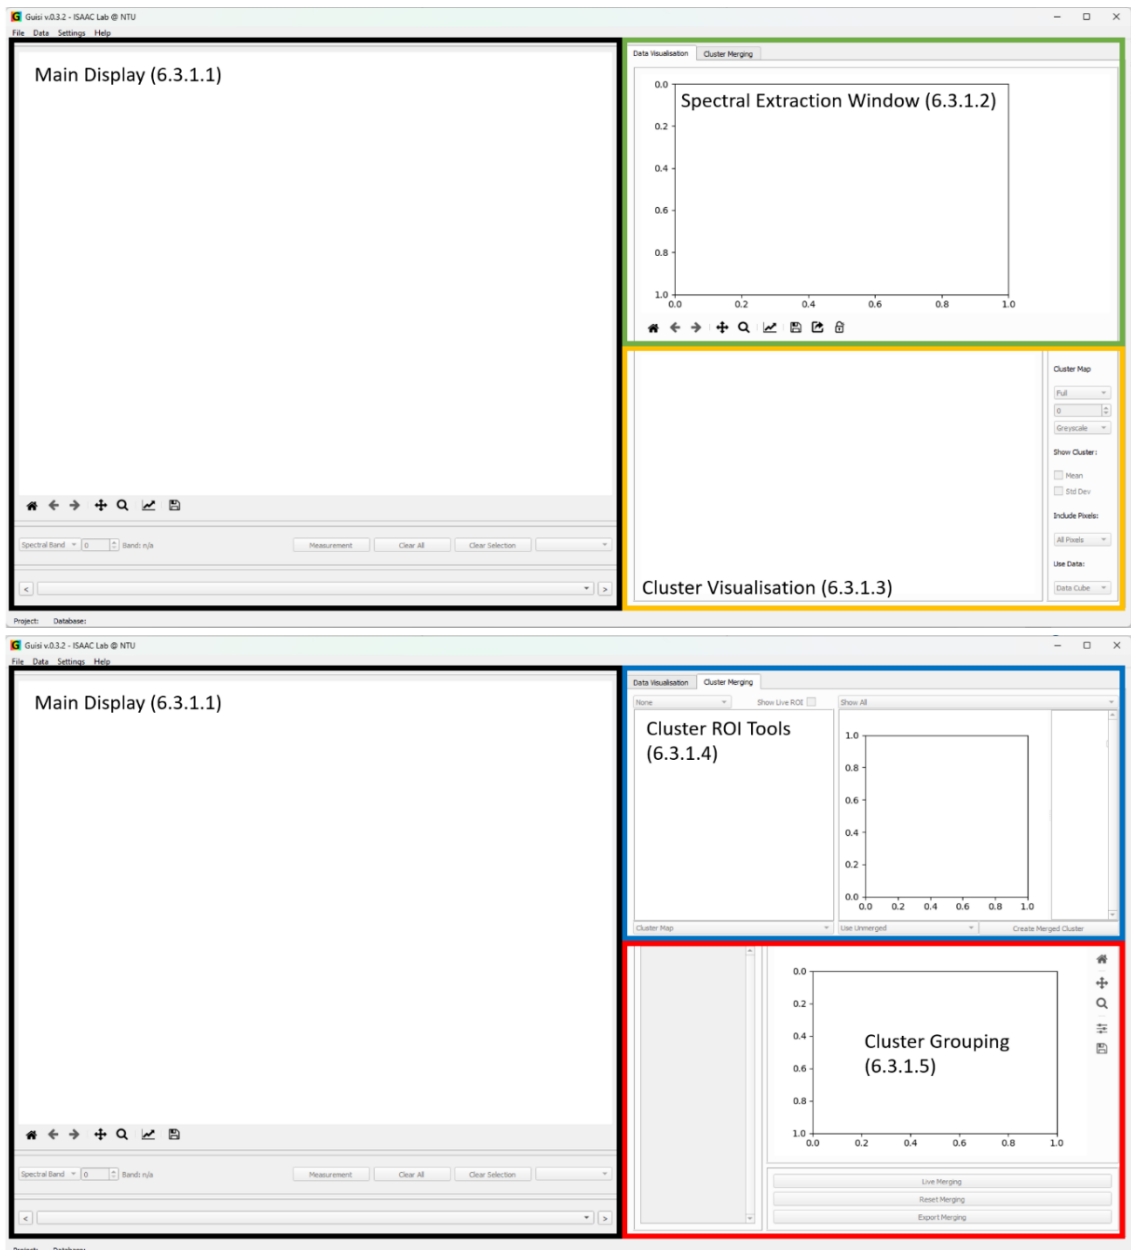 Guisi v.0.3.2 - ISAAC Lab @ NTU
File Data Settings Help
Main Display (6.3.1.1)
Spectral Band 0 Band: n/a Measurement Clear All Clear Selection
< >
Data Visualisation Cluster Merging
Spectral Extraction Window (6.3.1.2)
0.0
0.2
0.4
0.6
0.8
1.0
0.0 0.2 0.4 0.6 0.8 1.0
Cluster Map
Full
0
Greyscale
Show Cluster:
Mean
Std Dev
Include Pixels:
All Pixels
Use Data:
Data Cube
Cluster Visualisation (6.3.1.3)
Project: Database:
Guisi v.0.3.2 - ISAAC Lab @ NTU
File Data Settings Help
Main Display (6.3.1.1)
Spectral Band 0 Band: n/a Measurement Clear All Clear Selection
< >
Data Visualisation Cluster Merging
None Show Live ROI Show All
Cluster ROI Tools
(6.3.1.4)
1.0
0.8
0.6
0.4
0.2
0.0
0.0 0.2 0.4 0.6 0.8 1.0
Cluster Map Use Unmerged Create Merged Cluster
0.0
0.2
0.4
0.6
0.8
1.0
0.0 0.2 0.4 0.6 0.8 1.0
Cluster Grouping
(6.3.1.5)
Live Merging
Reset Merging
Export Merging
Project: Database: